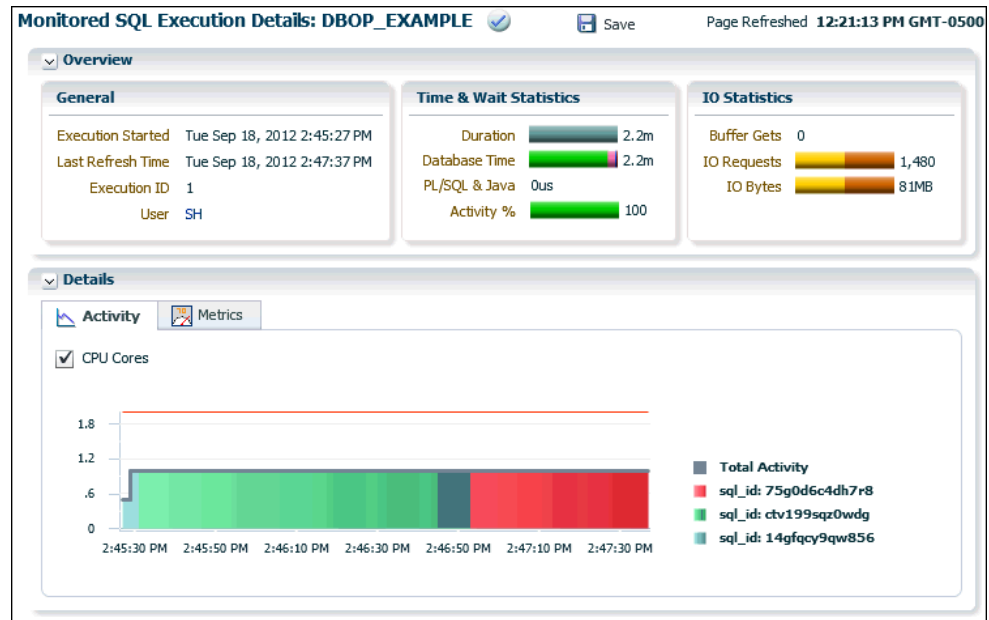 Monitored SQL Execution Details: DBOP_EXAMPLE
Save
Page Refreshed 12:21:13 PM GMT-0500
Overview
General
Execution Started Tue Sep 18, 2012 2:45:27 PM
Last Refresh Time Tue Sep 18, 2012 2:47:37 PM
Execution ID 1
User SH
Time & Wait Statistics
Duration 2.2m
Database Time 2.2m
PL/SQL & Java 0us
Activity % 100
IO Statistics
Buffer Gets 0
IO Requests 1,480
IO Bytes 81MB
Details
Activity
Metrics
CPU Cores
1.8
1.2
.6
0
2:45:30 PM 2:45:50 PM 2:46:10 PM 2:46:30 PM 2:46:50 PM 2:47:10 PM 2:47:30 PM
Total Activity
sql_id: 75g0d6c4dh7r8
sql_id: ctv199sqz0wdg
sql_id: 14gfqcy9qw856